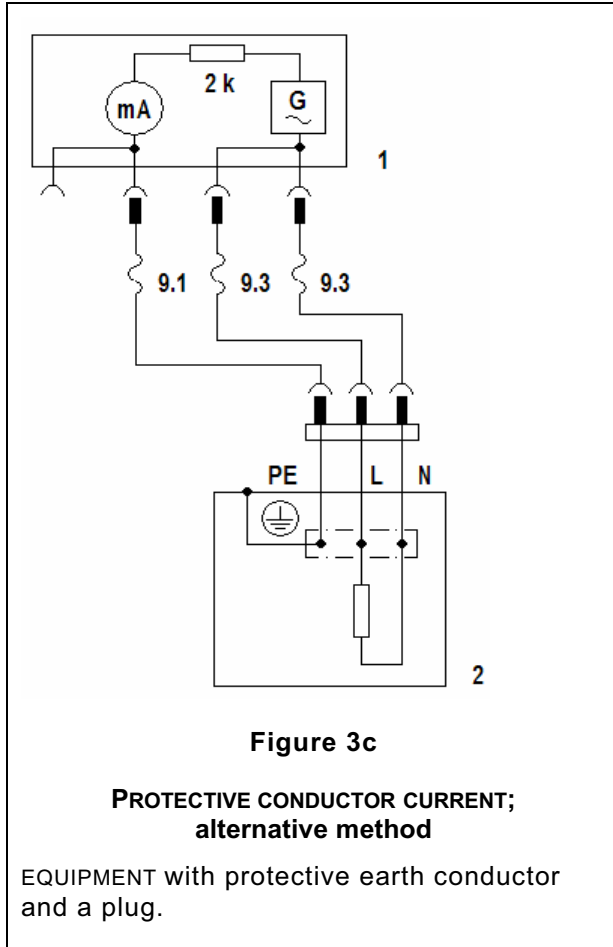 2 k
mA
G
1
9.1
9.3
9.3
PE
L
N
2
Figure 3c
PROTECTIVE CONDUCTOR CURRENT;
alternative method
EQUIPMENT with protective earth conductor
and a plug.